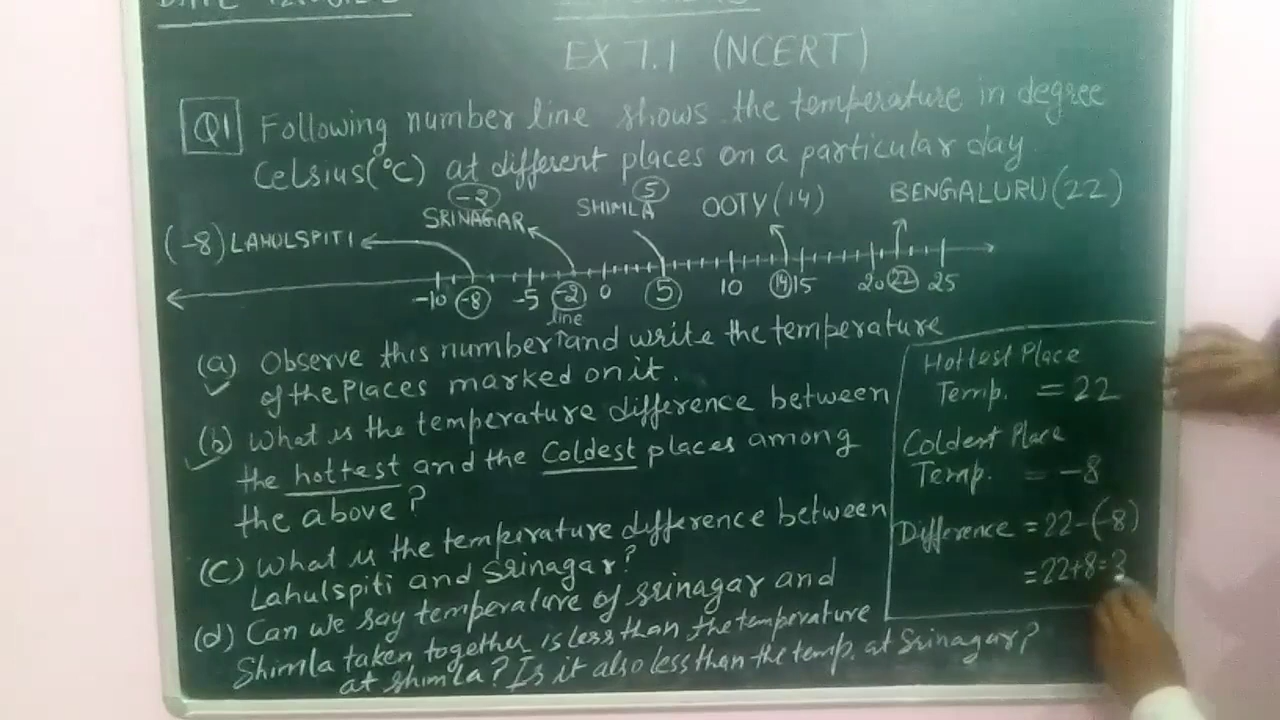 EX 7.1 (NCERT)
Q1 Following number line shows the temperature in degree
Celsius(°C) at different places on a particular day.
(-8) LAHULSPITI
-2
SRINAGAR
5
SHIMLA
OOTY (14)
BENGALURU (22)
-10 -8 -5 -2 0 5 10 14 15 20 22 25
line
(a) Observe this number and write the temperature
of the Places marked on it.
(b) What is the temperature difference between
the hottest and the Coldest places among
the above?
(c) What is the temperature difference between
Lahulspiti and Srinagar?
(d) Can we say temperature of srinagar and
Shimla taken together is less than the temperature
at shimla? Is it also less than the temp. at Srinagar?
Hottest Place
Temp. = 22
Coldest Place
Temp. = -8
Difference = 22-(-8)
= 22+8=3